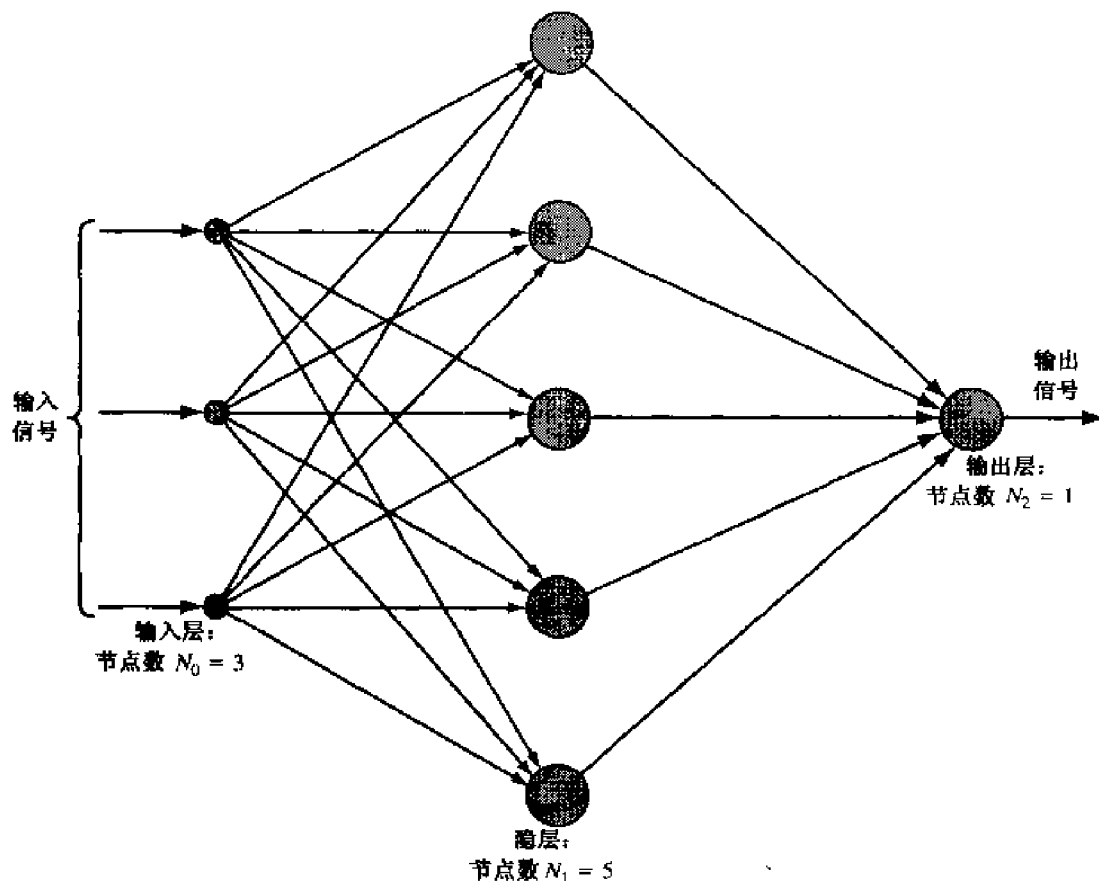 输入
信号
输入层：
节点数 N₀ = 3
隐层：
节点数 N₁ = 5
输出
信号
输出层：
节点数 N₂ = 1